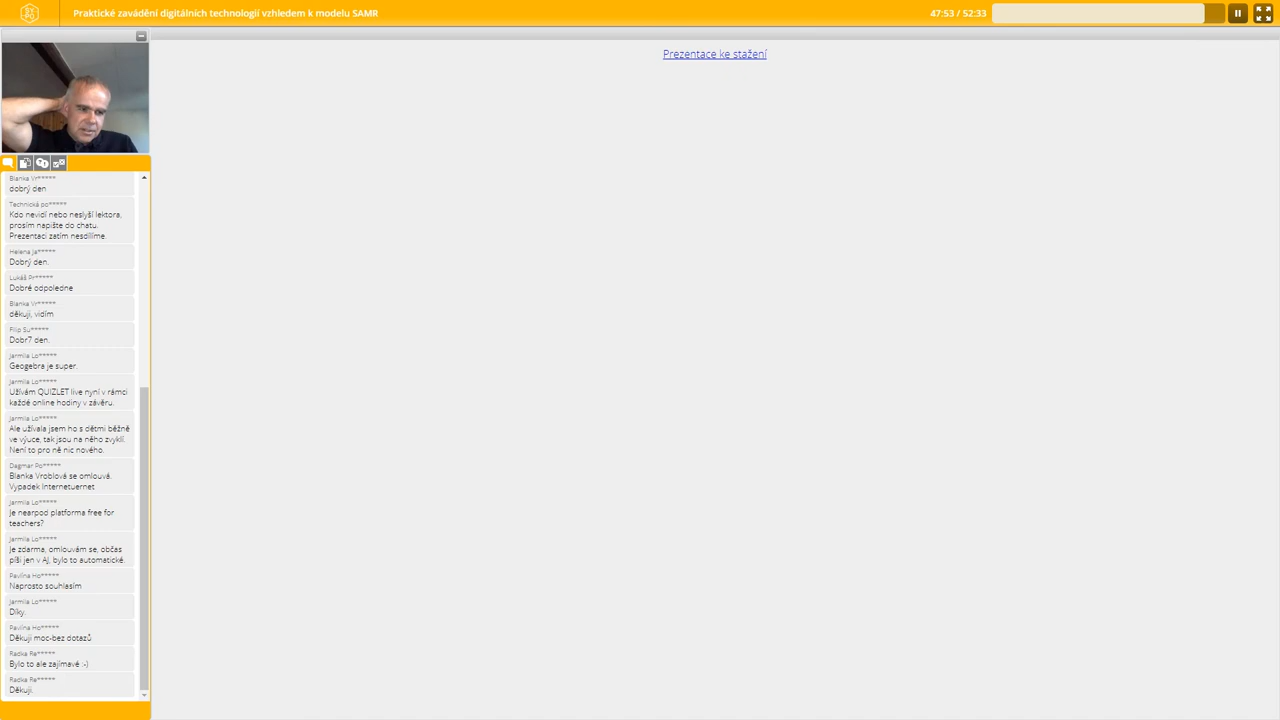 Praktické zavádění digitálních technologií vzhledem k modelu SAMR
47:53 / 52:33
Prezentace ke stažení
Blanka Vr*****
dobrý den
Technická po*****
Kdo nevidí nebo neslyší lektora,
prosím napište do chatu.
Prezentaci zatím nesdílíme.
Helena ja*****
Dobrý den.
Lukáš Pr*****
Dobré odpoledne
Blanka Vr*****
děkuji, vidím
Filip Su*****
Dobr7 den.
Jarmila Lo*****
Geogebra je super.
Jarmila Lo*****
Užívám QUIZLET live nyní v rámci
každé online hodiny v závěru.
Jarmila Lo*****
Ale užívala jsem ho s dětmi běžně
ve výuce, tak jsou na něho zvyklí.
Není to pro ně nic nového.
Dagmar Po*****
Blanka Vroblová se omlouvá.
Vypadek Internetuernet
Jarmila Lo*****
Je nearpod platforma free for
teachers?
Jarmila Lo*****
Je zdarma, omlouvám se, občas
píši jen v AJ, bylo to automatické.
Pavlína Ho*****
Naprosto souhlasím
Jarmila Lo*****
Díky.
Pavlína Ho*****
Děkuji moc-bez dotazů
Radka Re*****
Bylo to ale zajímavé :-)
Radka Re*****
Děkuji.